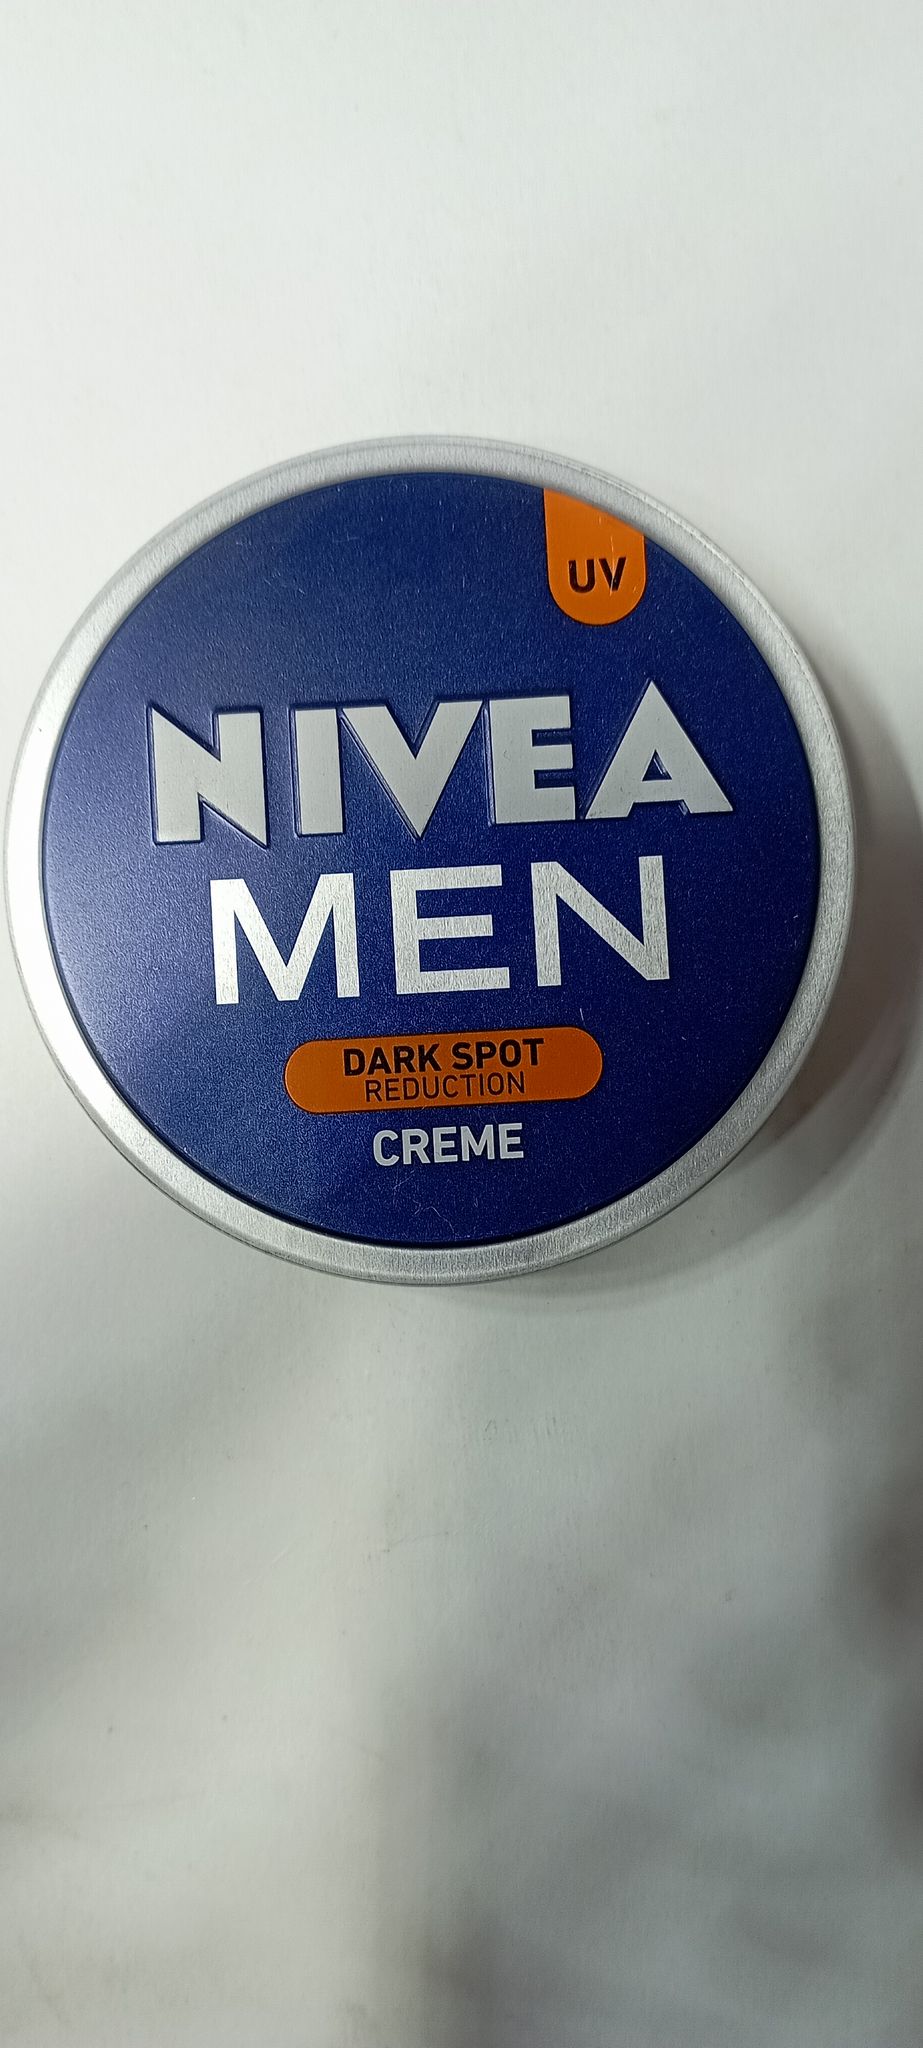 UV
NIVEA
MEN
DARK SPOT
REDUCTION
CREME